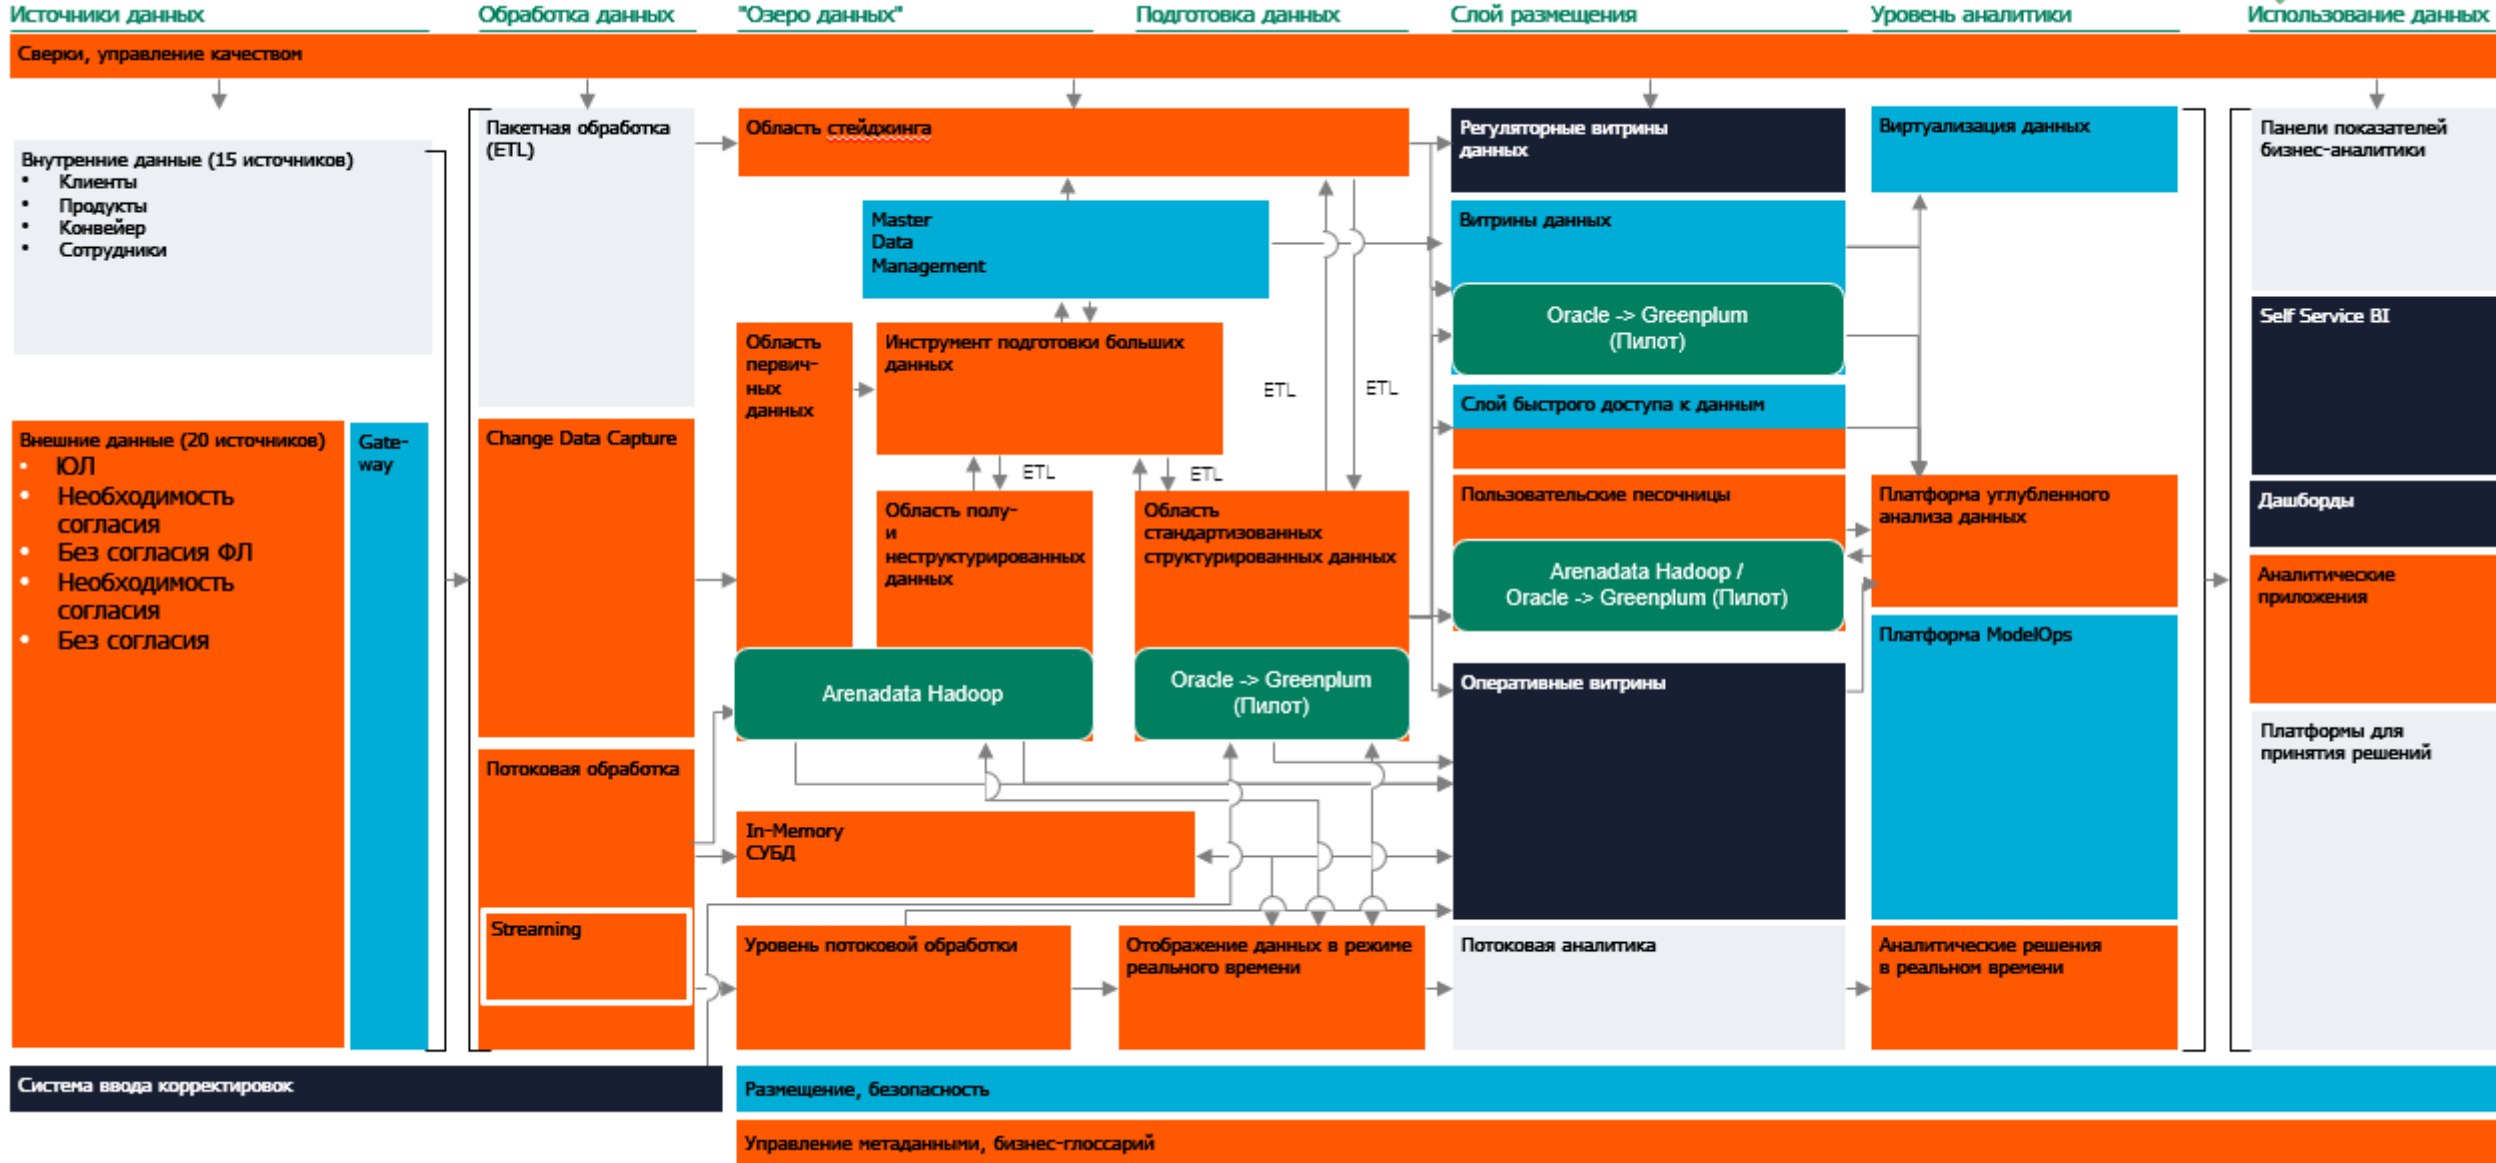 Источники данных
Обработка данных
"Озеро данных"
Подготовка данных
Слой размещения
Уровень аналитики
Использование данных
Сверки, управление качеством
Внутренние данные (15 источников)
• Клиенты
• Продукты
• Конвейер
• Сотрудники
Внешние данные (20 источников)
• ЮЛ
• Необходимость
согласия
• Без согласия ФЛ
• Необходимость
согласия
• Без согласия
Gate-
way
Пакетная обработка
(ETL)
Change Data Capture
Потоковая обработка
Streaming
Область стейджинга
Master
Data
Management
Область
первич-
ных
данных
Инструмент подготовки больших
данных
ETL
ETL
ETL
ETL
Область полу-
и
неструктурированных
данных
Область
стандартизованных
структурированных данных
Arenadata Hadoop
Oracle -> Greenplum
(Пилот)
In-Memory
СУБД
Уровень потоковой обработки
Отображение данных в режиме
реального времени
Регуляторные витрины
данных
Витрины данных
Oracle -> Greenplum
(Пилот)
Слой быстрого доступа к данным
Пользовательские песочницы
Arenadata Hadoop /
Oracle -> Greenplum (Пилот)
Оперативные витрины
Потоковая аналитика
Виртуализация данных
Платформа углубленного
анализа данных
Платформа ModelOps
Аналитические решения
в реальном времени
Панели показателей
бизнес-аналитики
Self Service BI
Дашборды
Аналитические
приложения
Платформы для
принятия решений
Система ввода корректировок
Размещение, безопасность
Управление метаданными, бизнес-глоссарий